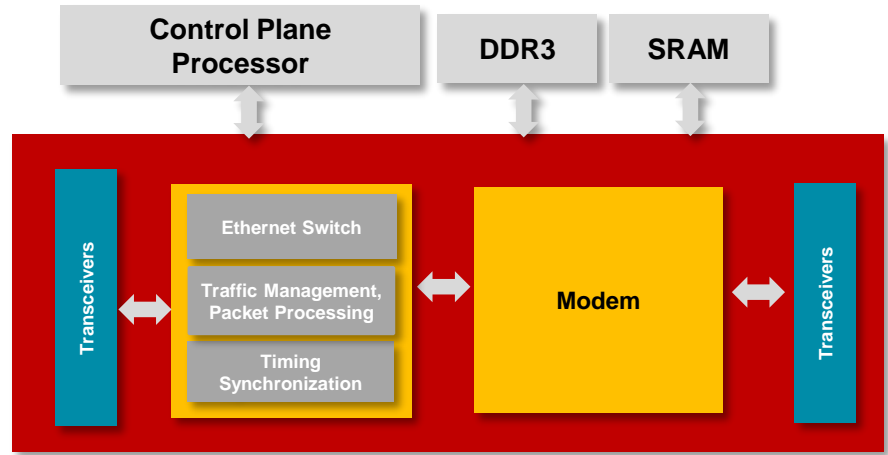 Control Plane
Processor
DDR3
SRAM
Transceivers
Ethernet Switch
Traffic Management,
Packet Processing
Timing
Synchronization
Modem
Transceivers